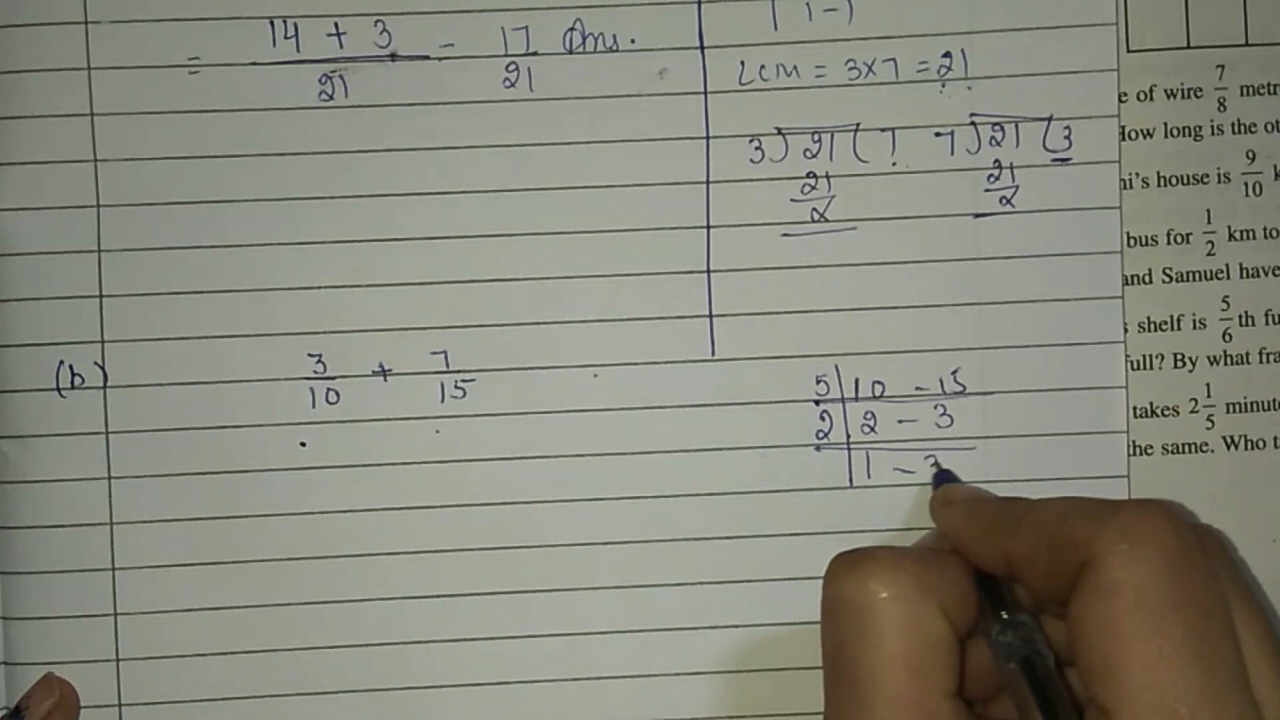 = 14 + 3 / 21 - 17 / 21 Ans.
LCM = 3×7 = 21
3) 21 ( 7 7) 21 ( 3
21 21
(b) 3/10 + 7/15
5 | 10 - 15
2 | 2 - 3
1 - 3
e of wire 7/8 metr
How long is the ot
ni's house is 9/10 k
bus for 1/2 km to
and Samuel have
shelf is 5/6 th fu
full? By what fra
takes 2 1/5 minut
the same. Who t